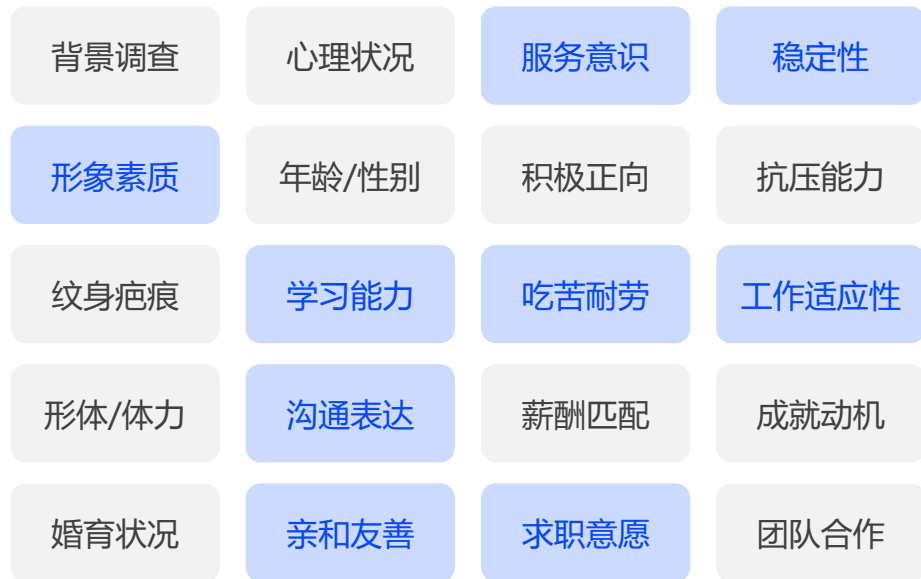 背景调查 心理状况 服务意识 稳定性
形象素质 年龄/性别 积极正向 抗压能力
纹身疤痕 学习能力 吃苦耐劳 工作适应性
形体/体力 沟通表达 薪酬匹配 成就动机
婚育状况 亲和友善 求职意愿 团队合作